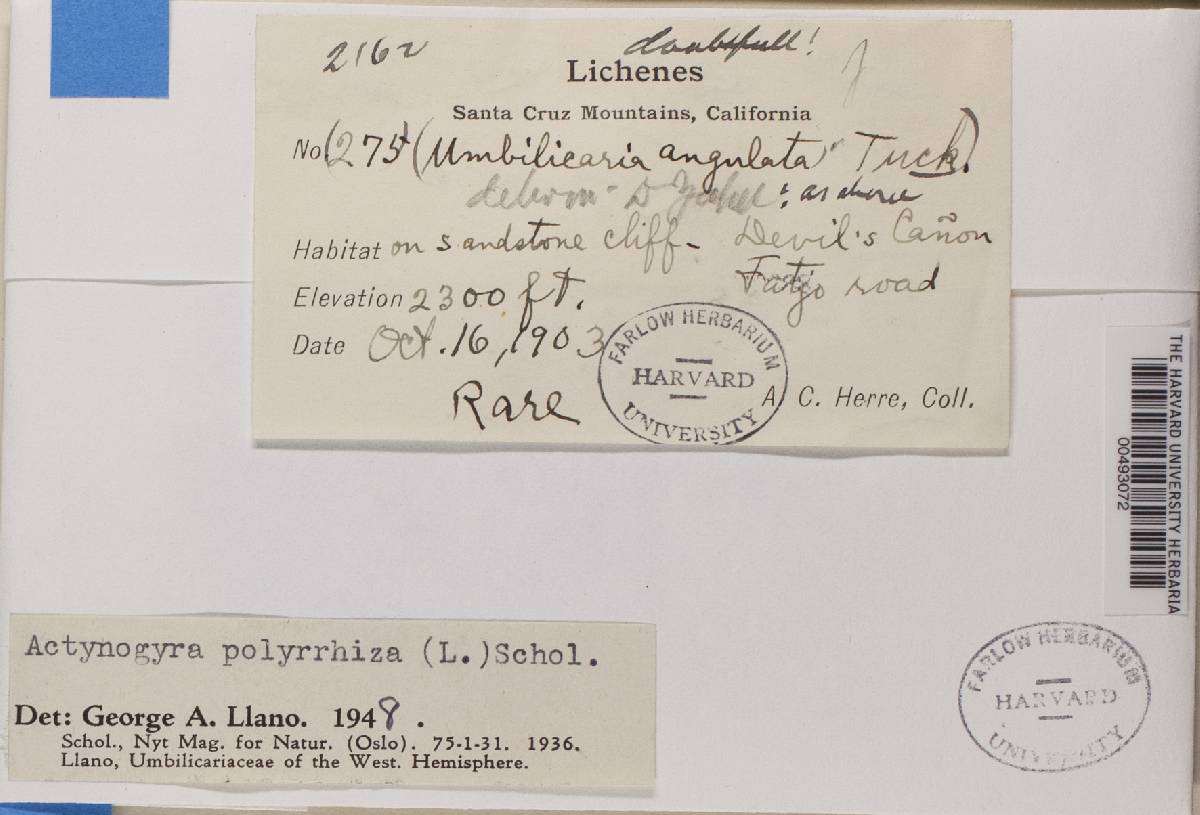 2162
doubtfull!
Lichenes
Santa Cruz Mountains, California
No (275) (Umbilicaria angulata Tuck.)
: as above
Habitat on sandstone cliff- Devil's Cañon
Elevation 2300 ft. Fatjo road
Date Oct. 16, 1903
Rare
A. C. Herre, Coll.
FARLOW HERBARIUM
HARVARD
UNIVERSITY
THE HARVARD UNIVERSITY HERBARIA
00493072
Actynogyra polyrrhiza (L.)Schol.
Det: George A. Llano. 1948.
Schol., Nyt Mag. for Natur. (Oslo). 75-1-31. 1936.
Llano, Umbilicariaceae of the West. Hemisphere.
FARLOW HERBARIUM
HARVARD
UNIVERSITY